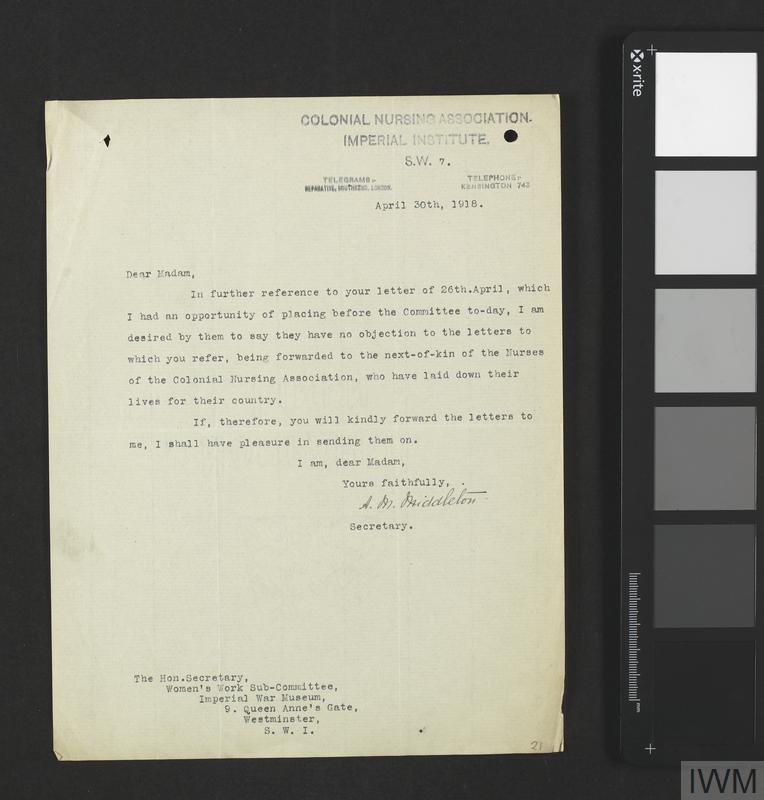 COLONIAL NURSING ASSOCIATION.
IMPERIAL INSTITUTE.
S.W. 7.
TELEGRAMS:-
REPARATIVE, SOUTHKENS, LONDON.
TELEPHONE:-
KENSINGTON 743
April 30th, 1918.
Dear Madam,
In further reference to your letter of 26th.April, which
I had an opportunity of placing before the Committee to-day, I am
desired by them to say they have no objection to the letters to
which you refer, being forwarded to the next-of-kin of the Nurses
of the Colonial Nursing Association, who have laid down their
lives for their country.
If, therefore, you will kindly forward the letters to
me, I shall have pleasure in sending them on.
I am, dear Madam,
Yours faithfully,
A. M. Middleton
Secretary.
The Hon.Secretary,
Women's Work Sub-Committee,
Imperial War Museum,
9. Queen Anne's Gate,
Westminster,
S. W. I.
21
x-rite
mm
IWM